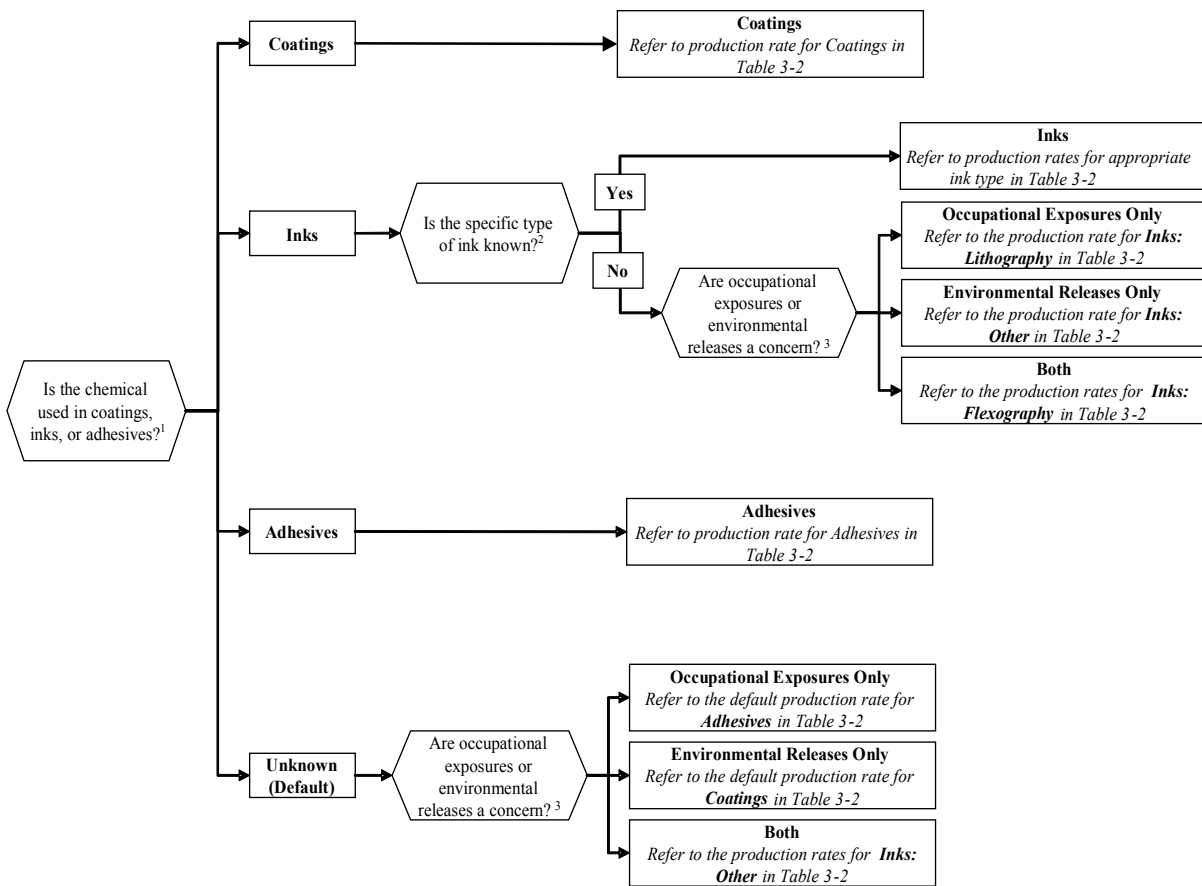 Coatings
Coatings
Refer to production rate for Coatings in
Table 3-2
Inks
Refer to production rates for appropriate
ink type in Table 3-2
Yes
Is the specific type
of ink known?2
Inks
No
Occupational Exposures Only
Refer to the production rate for Inks:
Lithography in Table 3-2
Are occupational
exposures or
environmental
releases a concern? 3
Environmental Releases Only
Refer to the production rate for Inks:
Other in Table 3-2
Both
Refer to the production rates for Inks:
Flexography in Table 3-2
Is the chemical
used in coatings,
inks, or adhesives?1
Adhesives
Adhesives
Refer to production rate for Adhesives in
Table 3-2
Unknown
(Default)
Are occupational
exposures or
environmental
releases a concern? 3
Occupational Exposures Only
Refer to the default production rate for
Adhesives in Table 3-2
Environmental Releases Only
Refer to the default production rate for
Coatings in Table 3-2
Both
Refer to the production rates for Inks:
Other in Table 3-2